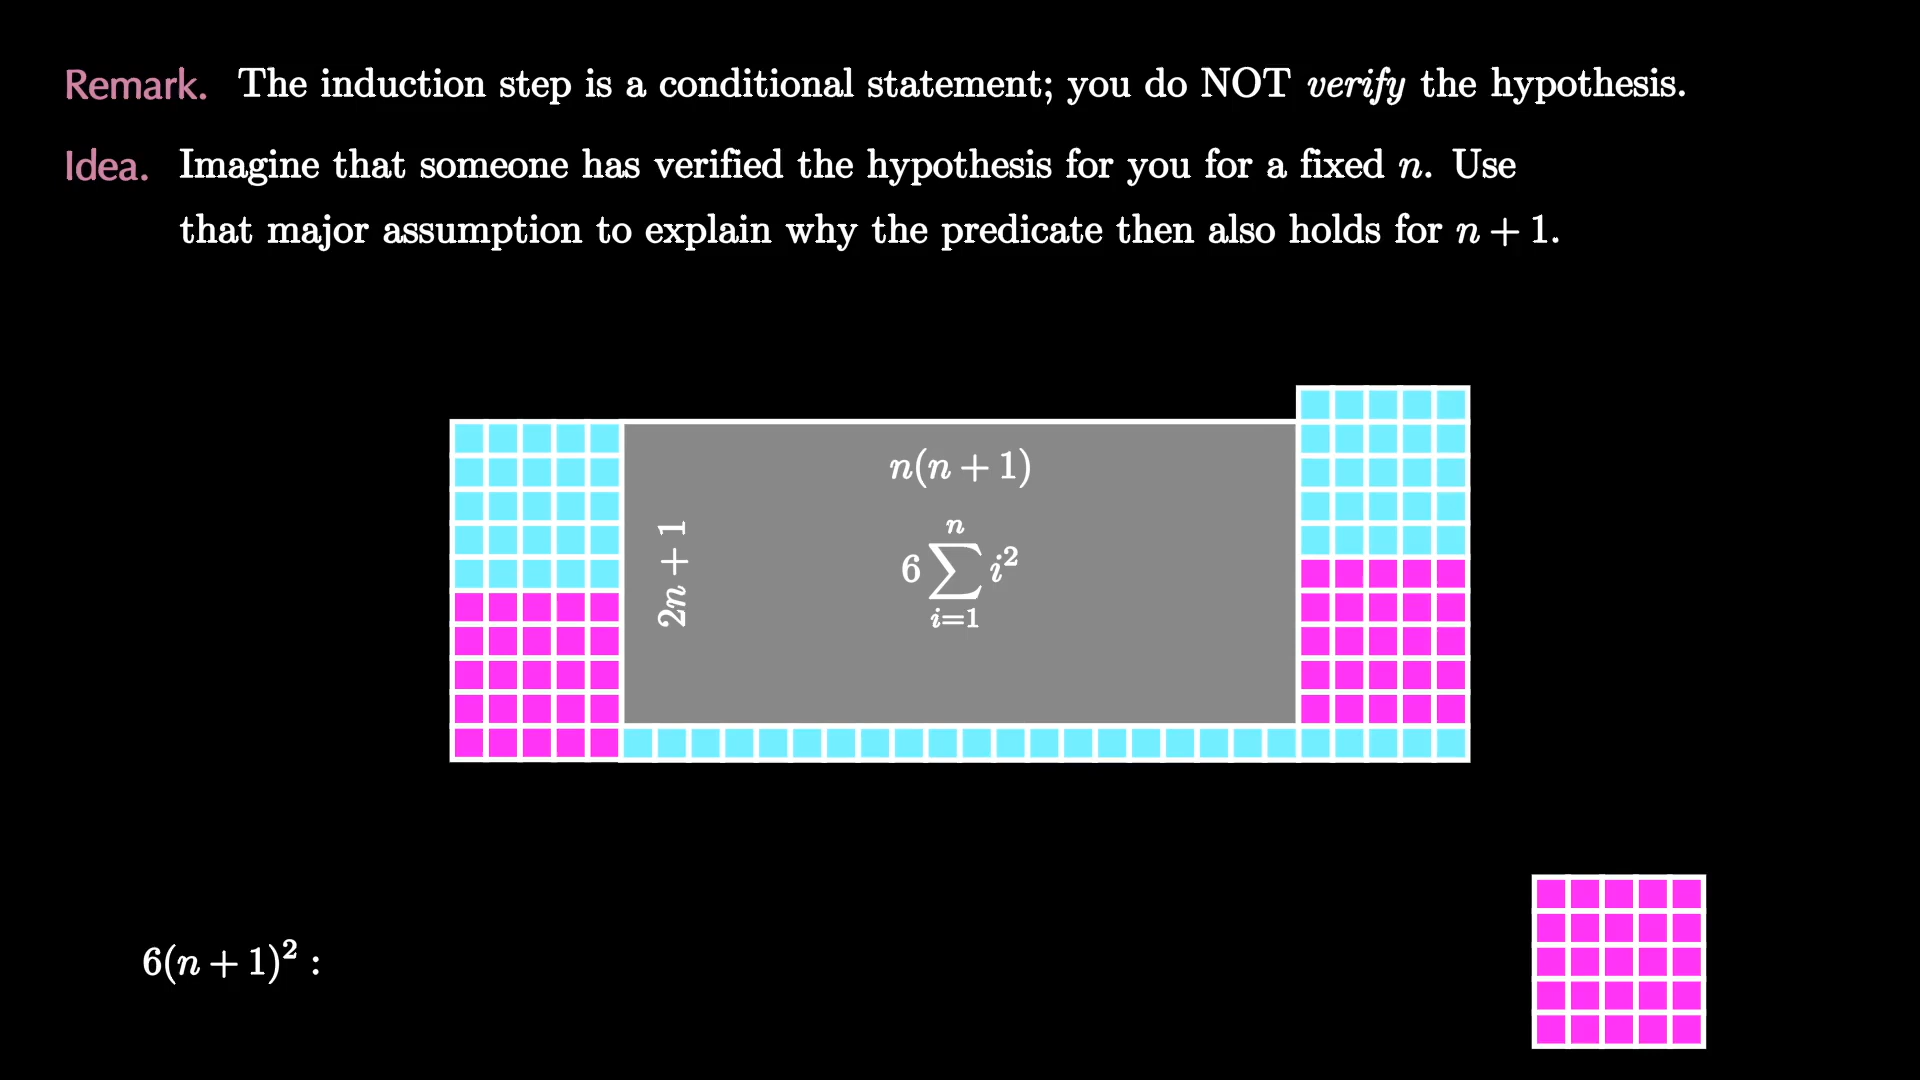 Remark. The induction step is a conditional statement; you do NOT verify the hypothesis.
Idea. Imagine that someone has verified the hypothesis for you for a fixed n. Use
that major assumption to explain why the predicate then also holds for n + 1.
n(n + 1)
2n + 1
6 \sum_{i=1}^{n} i^2
6(n + 1)^2 :